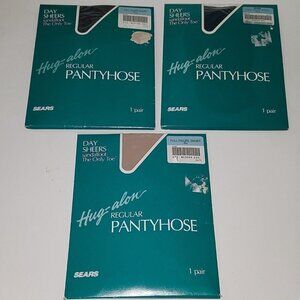 DAY
SHEERS
sandalfoot
The Only Toe
Hug-alon
REGULAR
PANTYHOSE
SEARS
1 pair
DAY
SHEERS
sandalfoot
The Only Toe
Hug-alon
REGULAR
PANTYHOSE
SEARS
1 pair
DAY
SHEERS
sandalfoot
The Only Toe
Hug-alon
REGULAR
PANTYHOSE
SEARS
1 pair